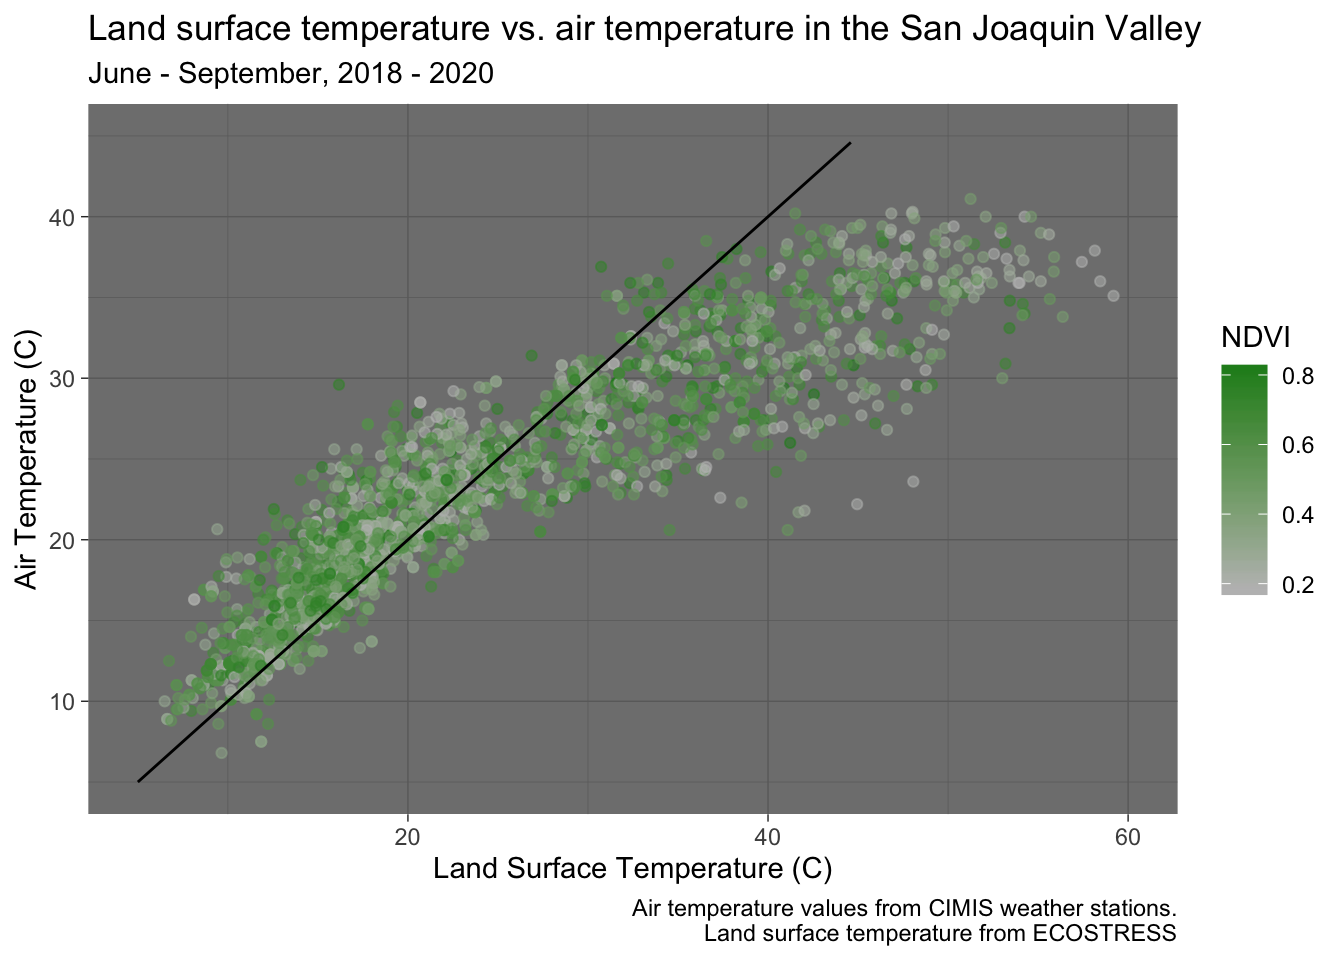 Land surface temperature vs. air temperature in the San Joaquin Valley
June - September, 2018 - 2020
Air Temperature (C)
40
30
20
10
20
40
60
Land Surface Temperature (C)
NDVI
0.8
0.6
0.4
0.2
Air temperature values from CIMIS weather stations.
Land surface temperature from ECOSTRESS